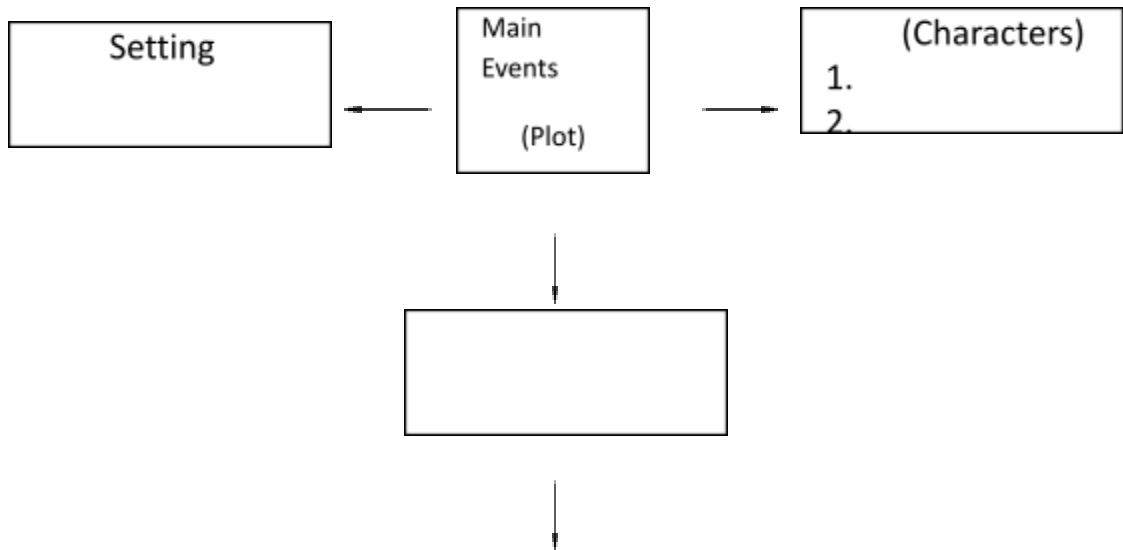 Setting
Main
Events
(Plot)
(Characters)
1.
2.